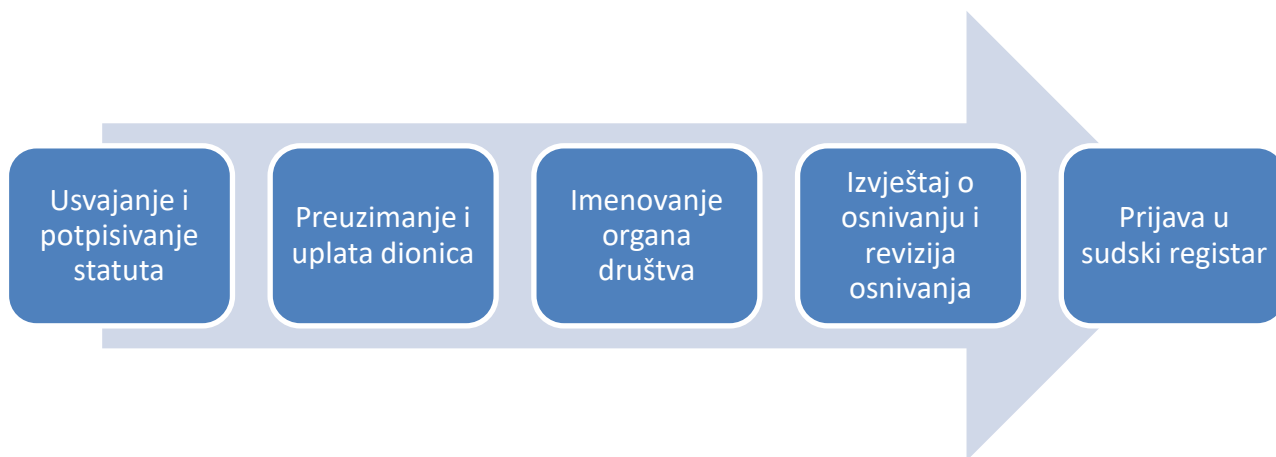 Usvajanje i
potpisivanje
statuta
Preuzimanje i
uplata dionica
Imenovanje
organa
društva
Izvještaj o
osnivanju i
revizija
osnivanja
Prijava u
sudski registar